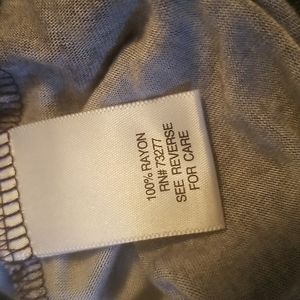 100% RAYON
RN# 73277
SEE REVERSE
FOR CARE